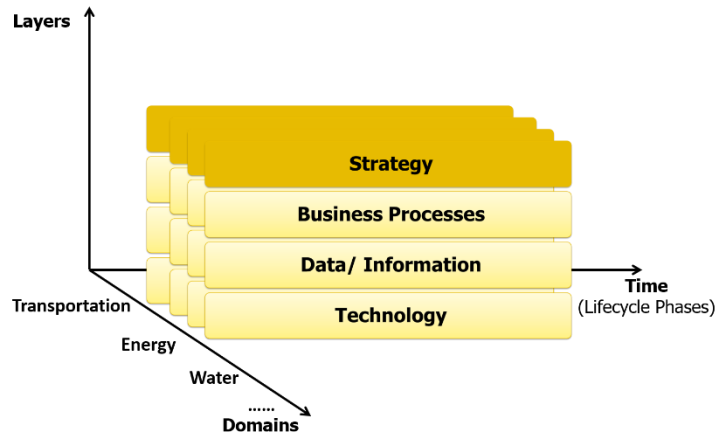 Layers
Strategy
Business Processes
Data/ Information
Technology
Time
(Lifecycle Phases)
Transportation
Energy
Water
......
Domains